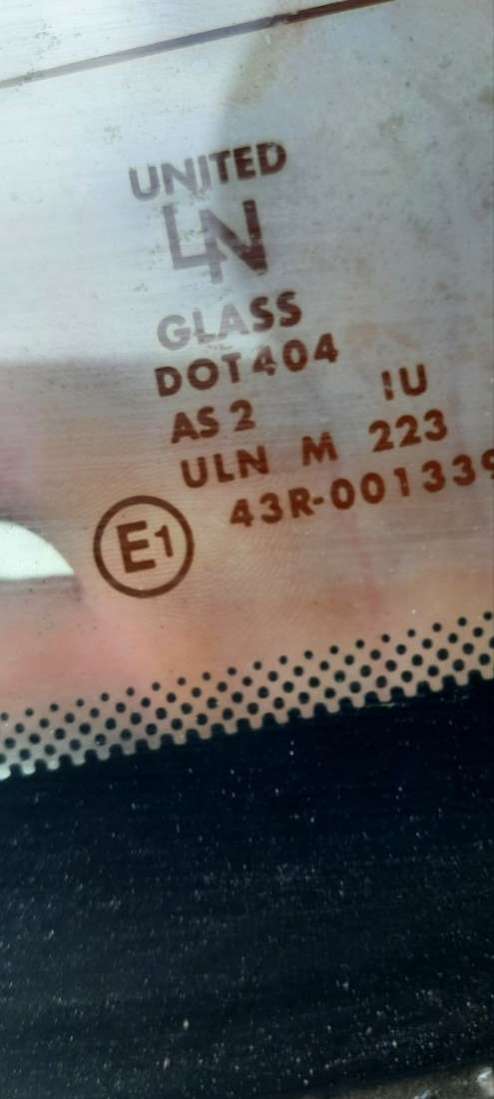 UNITED
LN
GLASS
DOT404
AS 2 IU
ULN M 223
E1 43R-001339